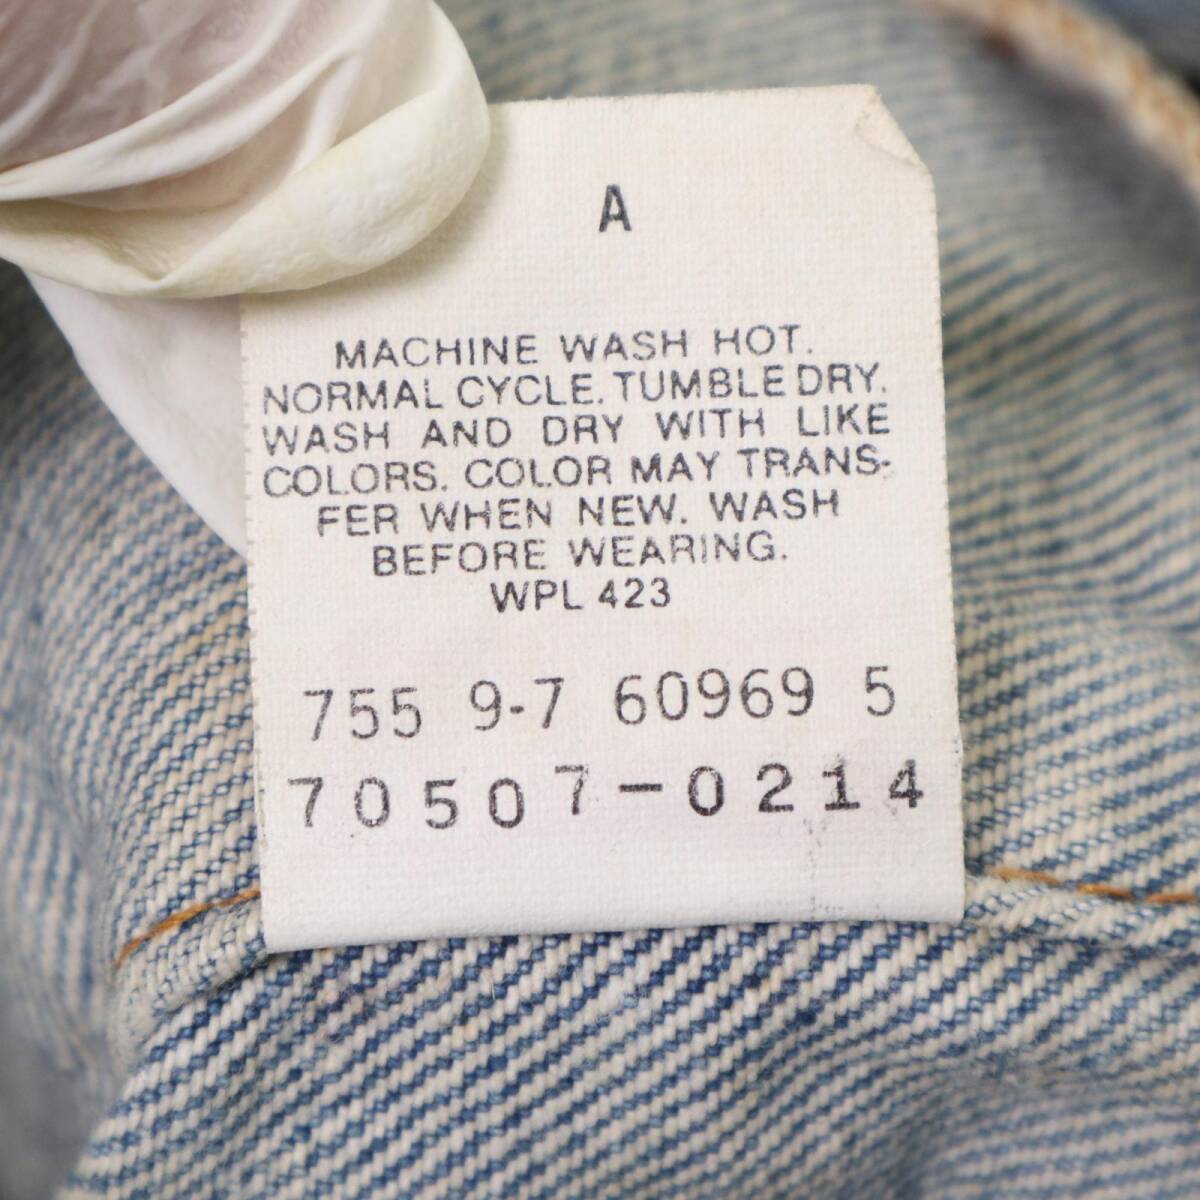 A
MACHINE WASH HOT.
NORMAL CYCLE. TUMBLE DRY.
WASH AND DRY WITH LIKE
COLORS. COLOR MAY TRANS-
FER WHEN NEW. WASH
BEFORE WEARING.
WPL 423
755 9-7 60969 5
70507-0214